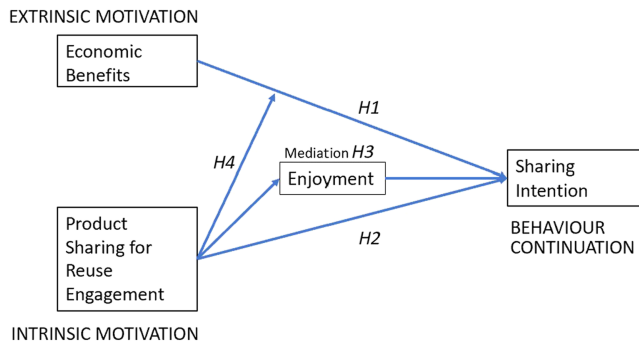 EXTRINSIC MOTIVATION
Economic
Benefits
H1
H4
Mediation H3
Enjoyment
Sharing
Intention
Product
Sharing for
Reuse
Engagement
H2
BEHAVIOUR
CONTINUATION
INTRINSIC MOTIVATION